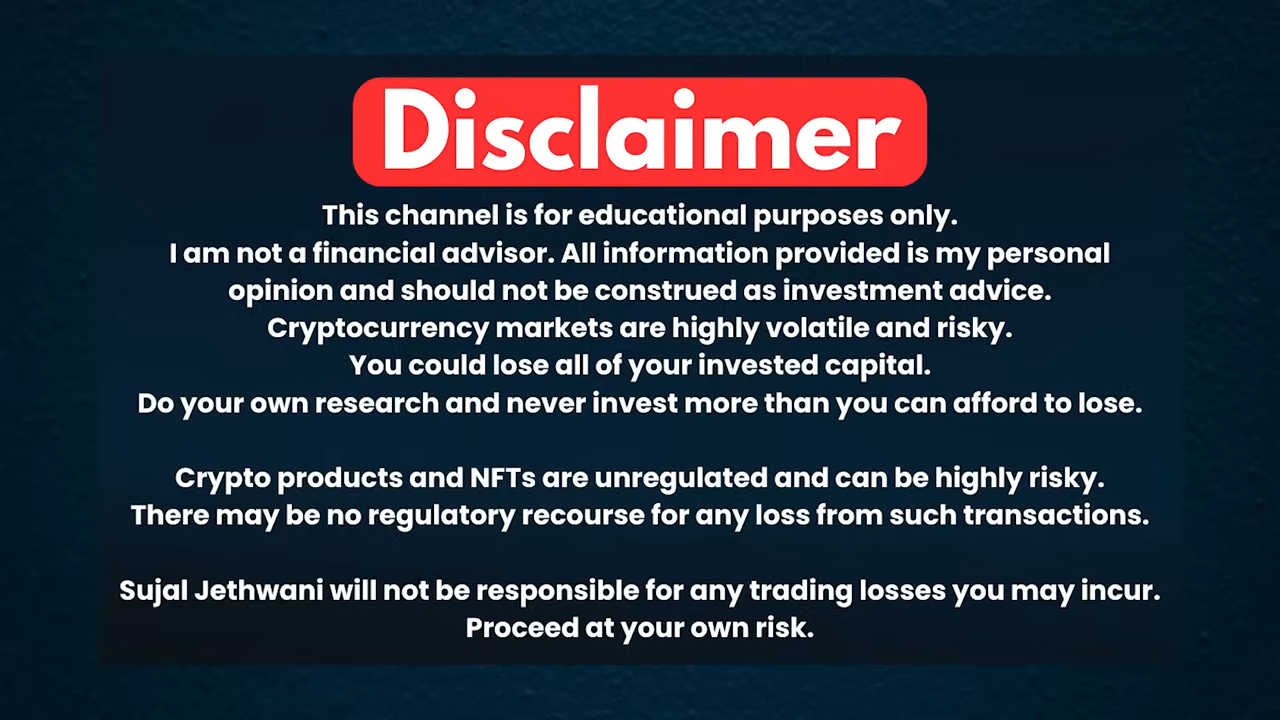 Disclaimer
This channel is for educational purposes only.
I am not a financial advisor. All information provided is my personal
opinion and should not be construed as investment advice.
Cryptocurrency markets are highly volatile and risky.
You could lose all of your invested capital.
Do your own research and never invest more than you can afford to lose.
Crypto products and NFTs are unregulated and can be highly risky.
There may be no regulatory recourse for any loss from such transactions.
Sujal Jethwani will not be responsible for any trading losses you may incur.
Proceed at your own risk.